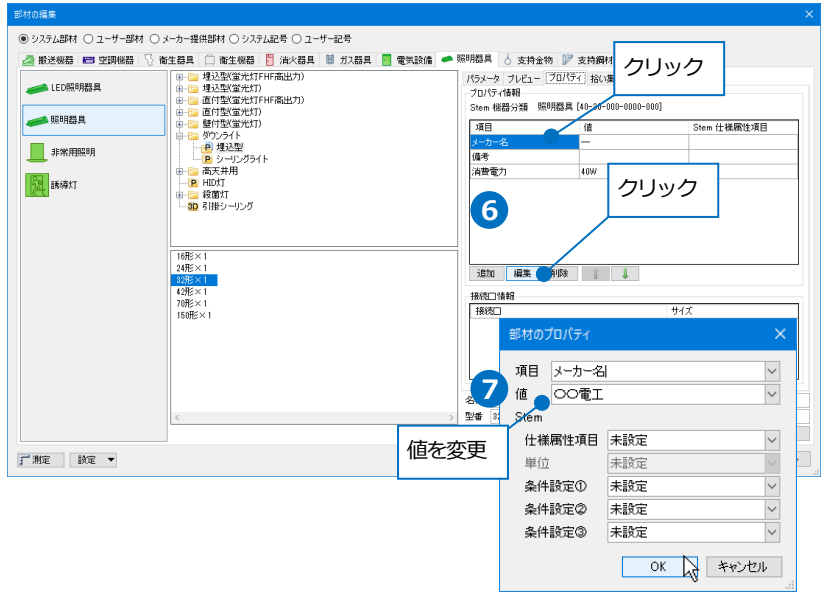 部材の編集
システム部材 ユーザー部材 メーカー提供部材 システム記号 ユーザー記号
搬送機器 空調機器 衛生器具 衛生機器 消火器具 ガス器具 電気設備 照明器具 支持金物 支持鋼材
クリック
LED照明器具
照明器具
非常用照明
誘導灯
埋込型(蛍光灯FHF高出力)
埋込型(蛍光灯)
直付型(蛍光灯FHF高出力)
直付型(蛍光灯)
壁付型(蛍光灯)
ダウンライト
埋込型
シーリングライト
高天井用
HID灯
殺菌灯
引掛シーリング
16形×1
24形×1
32形×1
42形×1
70形×1
150形×1
パラメータ プレビュー プロパティ 拾い集
プロパティ情報
Stem 機器分類 照明器具 [40-20-000-0000-000]
項目 値 Stem 仕様属性項目
メーカー名 ―
備考
消費電力 40W
クリック
6
追加 編集 削除
接続口情報
接続口 サイズ
名
型番 32
測定 設定
値を変更
7
部材のプロパティ
項目 メーカー名
値 〇〇電工
Stem
仕様属性項目 未設定
単位 未設定
条件設定① 未設定
条件設定② 未設定
条件設定③ 未設定
OK キャンセル